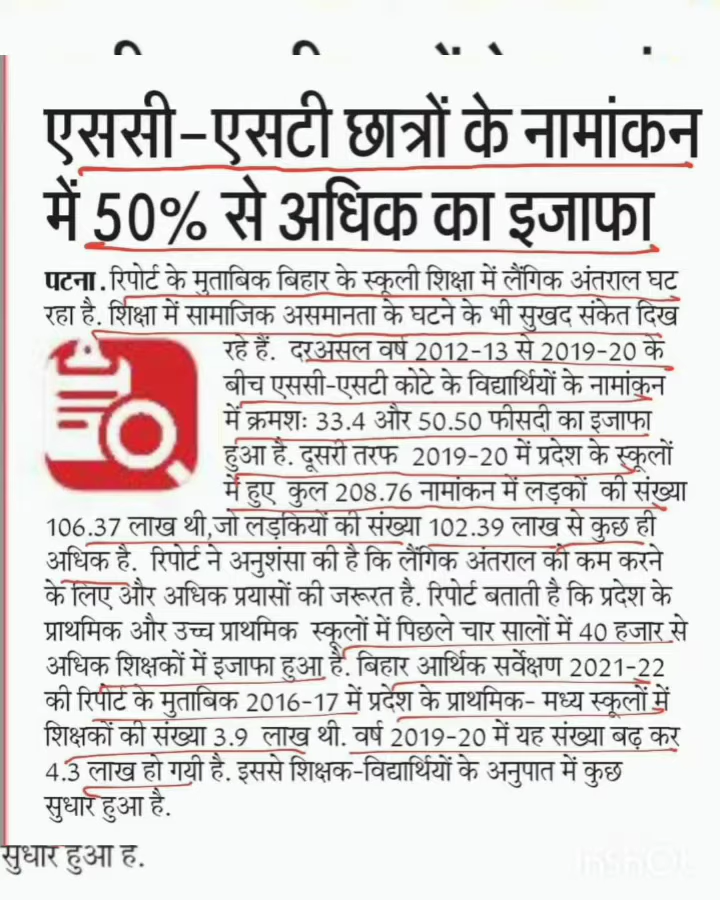 एससी-एसटी छात्रों के नामांकन
में 50% से अधिक का इजाफा
पटना. रिपोर्ट के मुताबिक बिहार के स्कूली शिक्षा में लैंगिक अंतराल घट
रहा है. शिक्षा में सामाजिक असमानता के घटने के भी सुखद संकेत दिख
रहे हैं. दरअसल वर्ष 2012-13 से 2019-20 के
बीच एससी-एसटी कोटे के विद्यार्थियों के नामांकन
में क्रमशः 33.4 और 50.50 फीसदी का इजाफा
हुआ है. दूसरी तरफ 2019-20 में प्रदेश के स्कूलों
में हुए कुल 208.76 नामांकन में लड़कों की संख्या
106.37 लाख थी,जो लड़कियों की संख्या 102.39 लाख से कुछ ही
अधिक है. रिपोर्ट ने अनुशंसा की है कि लैंगिक अंतराल को कम करने
के लिए और अधिक प्रयासों की जरूरत है. रिपोर्ट बताती है कि प्रदेश के
प्राथमिक और उच्च प्राथमिक स्कूलों में पिछले चार सालों में 40 हजार से
अधिक शिक्षकों में इजाफा हुआ है. बिहार आर्थिक सर्वेक्षण 2021-22
की रिपोर्ट के मुताबिक 2016-17 में प्रदेश के प्राथमिक- मध्य स्कूलों में
शिक्षकों की संख्या 3.9 लाख थी. वर्ष 2019-20 में यह संख्या बढ़ कर
4.3 लाख हो गयी है. इससे शिक्षक-विद्यार्थियों के अनुपात में कुछ
सुधार हुआ है.
सुधार हुआ ह.
InShOt